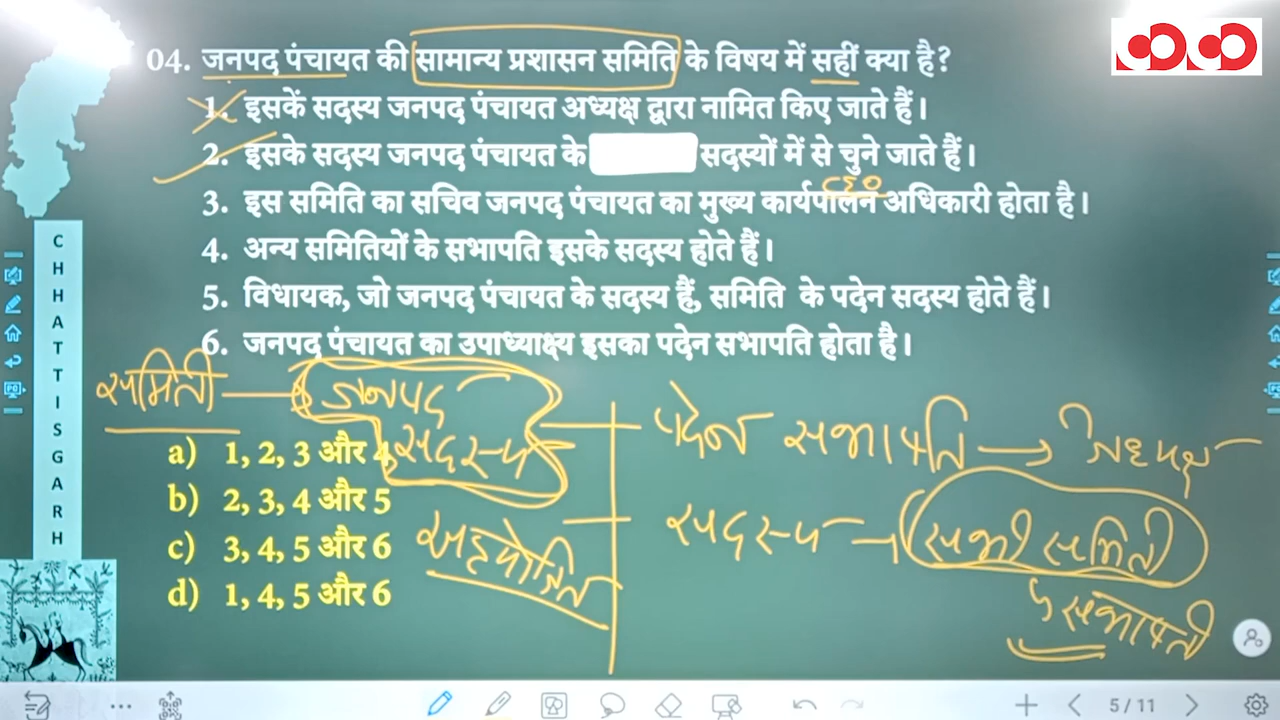 04. जनपद पंचायत की सामान्य प्रशासन समिति के विषय में सहीं क्या है?
1. इसकें सदस्य जनपद पंचायत अध्यक्ष द्वारा नामित किए जाते हैं।
2. इसके सदस्य जनपद पंचायत के सदस्यों में से चुने जाते हैं।
CEO
3. इस समिति का सचिव जनपद पंचायत का मुख्य कार्यपालन अधिकारी होता है।
4. अन्य समितियों के सभापति इसके सदस्य होते हैं।
5. विधायक, जो जनपद पंचायत के सदस्य हैं, समिति के पदेन सदस्य होते हैं।
6. जनपद पंचायत का उपाध्याक्ष्य इसका पदेन सभापति होता है।
समिती जनपद सदस्य
पदेन सभापति → अध्यक्ष
a) 1, 2, 3 और 4
b) 2, 3, 4 और 5
सदस्य → सभी समिती
c) 3, 4, 5 और 6
d) 1, 4, 5 और 6
सभापती
CHHATTISGARH
5 / 11